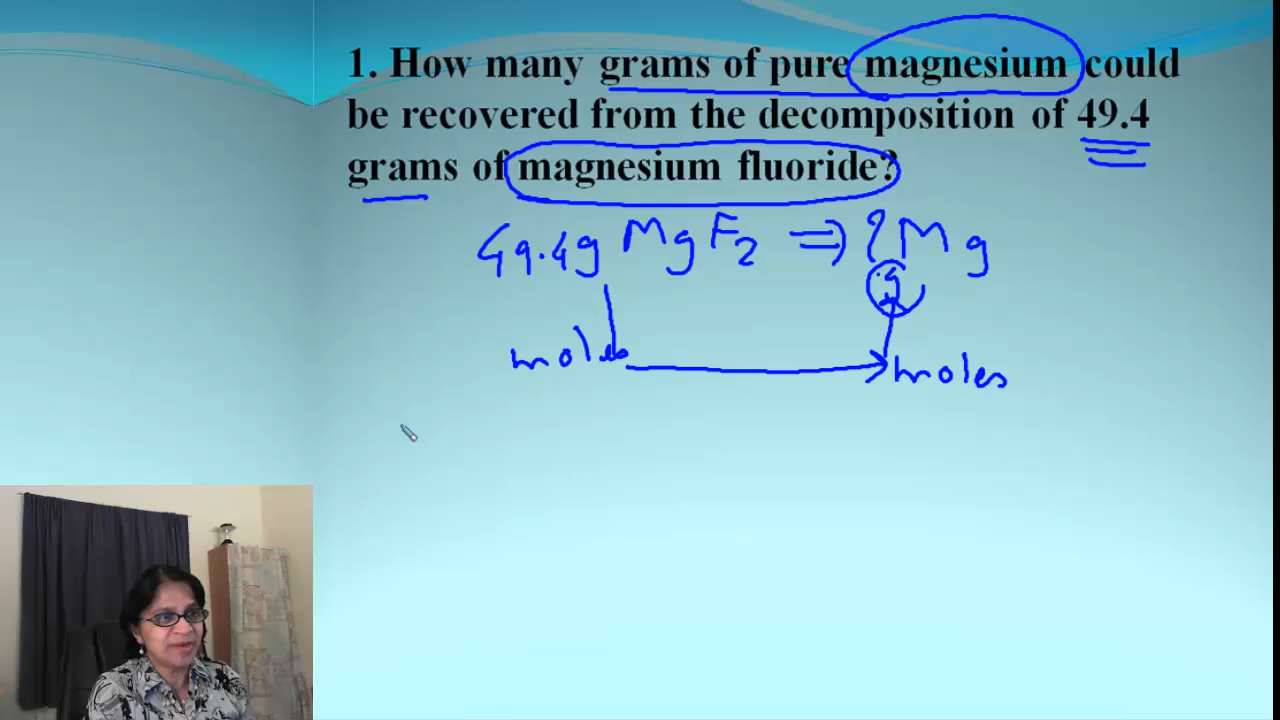 1. How many grams of pure magnesium could
be recovered from the decomposition of 49.4
grams of magnesium fluoride?
49.4g MgF2 ⇒ ? Mg
g
moles → moles